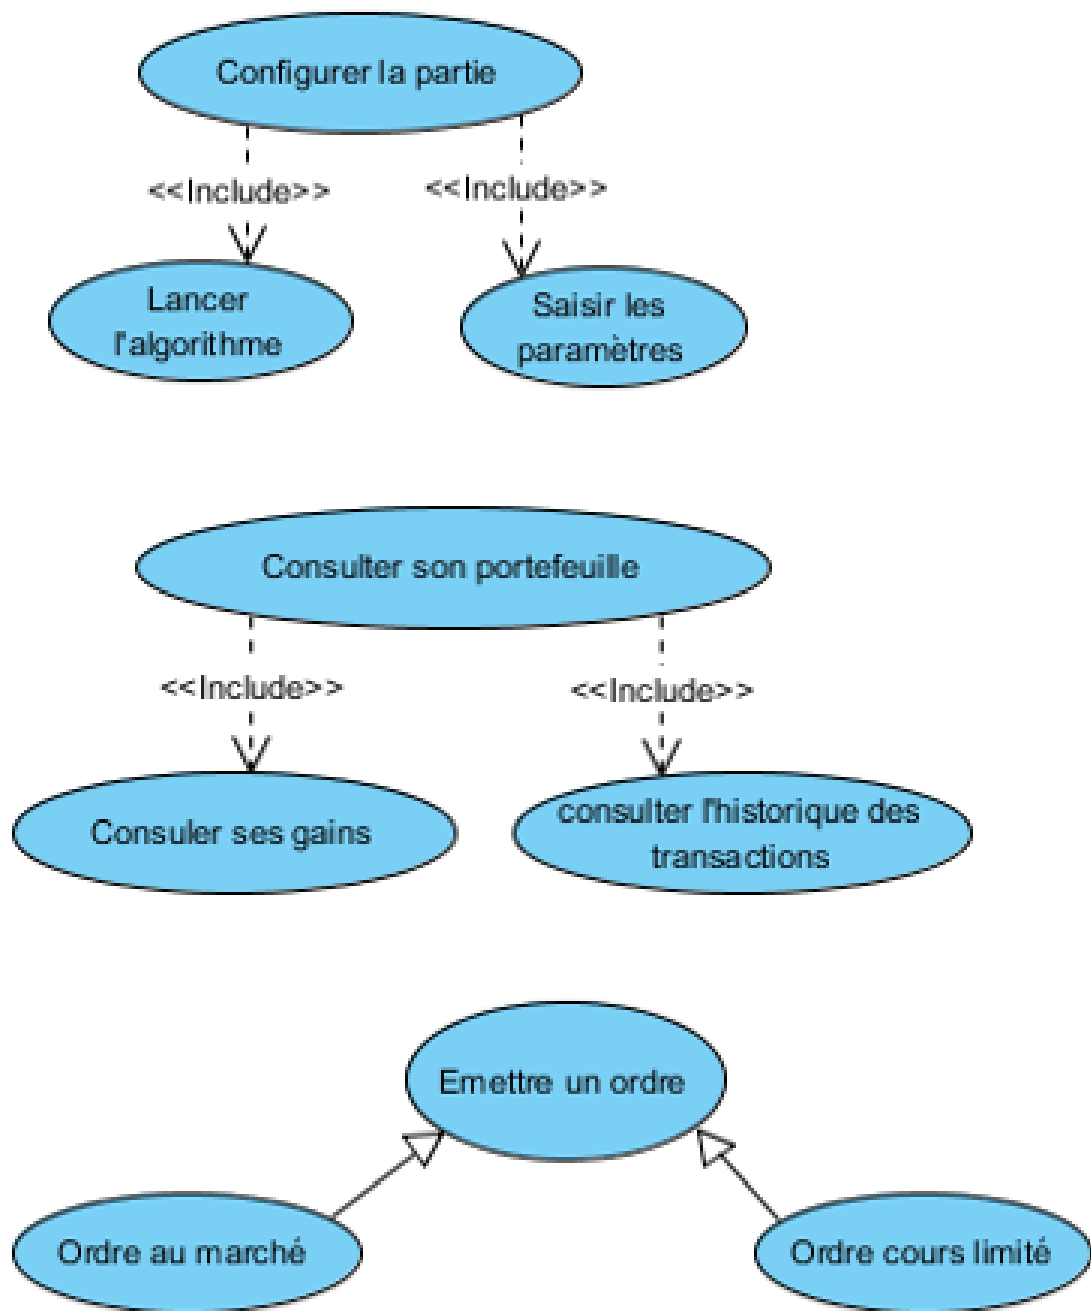 Configurer la partie
<<Include>>
<<Include>>
Lancer
l'algorithme
Saisir les
paramètres
Consulter son portefeuille
<<Include>>
<<Include>>
Consuler ses gains
consulter l'historique des
transactions
Emettre un ordre
Ordre au marché
Ordre cours limité